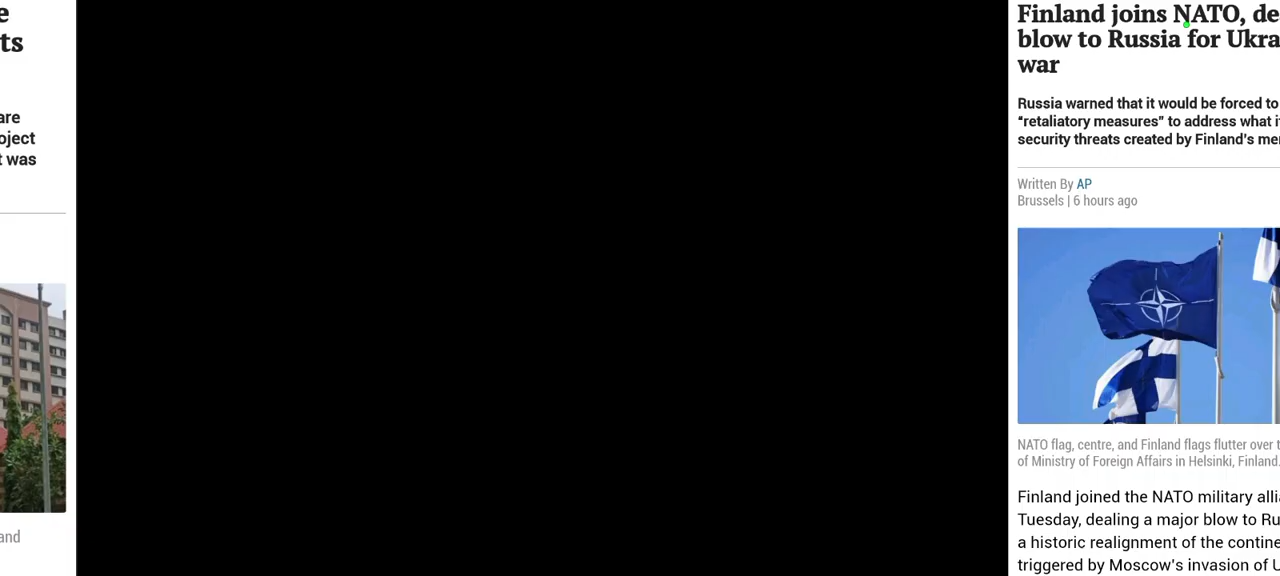 e
ts
are
oject
t was
and
Finland joins NATO, de
blow to Russia for Ukra
war
Russia warned that it would be forced to
“retaliatory measures” to address what i
security threats created by Finland’s me
Written By AP
Brussels | 6 hours ago
NATO flag, centre, and Finland flags flutter over t
of Ministry of Foreign Affairs in Helsinki, Finland.
Finland joined the NATO military alli
Tuesday, dealing a major blow to Ru
a historic realignment of the contine
triggered by Moscow’s invasion of U